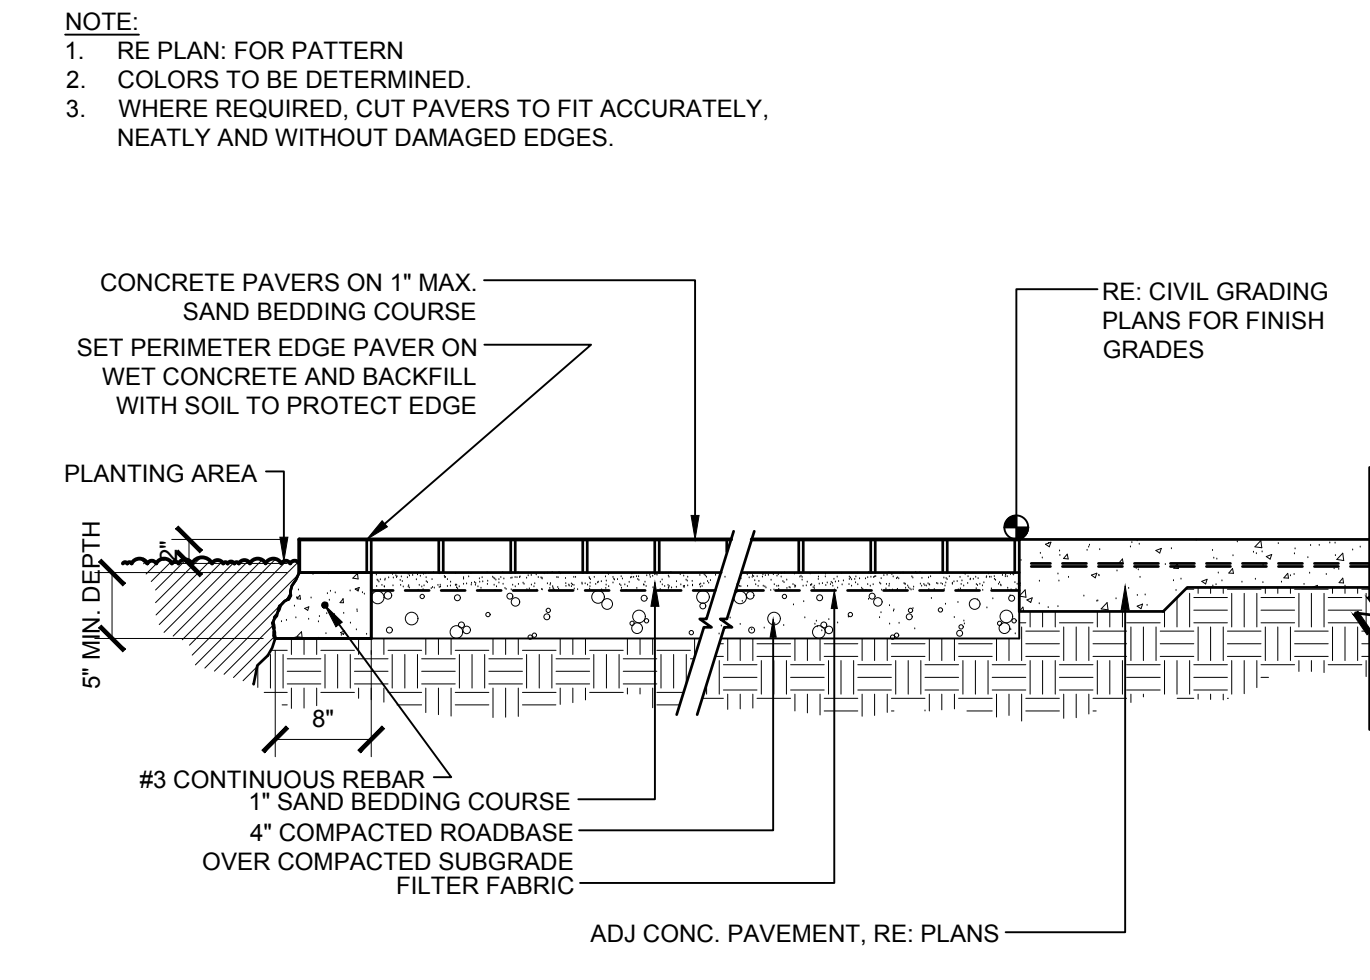 NOTE:
1. RE PLAN: FOR PATTERN
2. COLORS TO BE DETERMINED.
3. WHERE REQUIRED, CUT PAVERS TO FIT ACCURATELY,
NEATLY AND WITHOUT DAMAGED EDGES.
CONCRETE PAVERS ON 1" MAX.
SAND BEDDING COURSE
SET PERIMETER EDGE PAVER ON
WET CONCRETE AND BACKFILL
WITH SOIL TO PROTECT EDGE
RE: CIVIL GRADING
PLANS FOR FINISH
GRADES
PLANTING AREA
2"
5" MIN. DEPTH
8"
#3 CONTINUOUS REBAR
1" SAND BEDDING COURSE
4" COMPACTED ROADBASE
OVER COMPACTED SUBGRADE
FILTER FABRIC
ADJ CONC. PAVEMENT, RE: PLANS